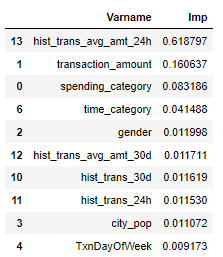 Varname Imp
13 hist_trans_avg_amt_24h 0.618797
1 transaction_amount 0.160637
0 spending_category 0.083186
6 time_category 0.041488
2 gender 0.011998
12 hist_trans_avg_amt_30d 0.011711
10 hist_trans_30d 0.011619
11 hist_trans_24h 0.011530
3 city_pop 0.011072
4 TxnDayOfWeek 0.009173